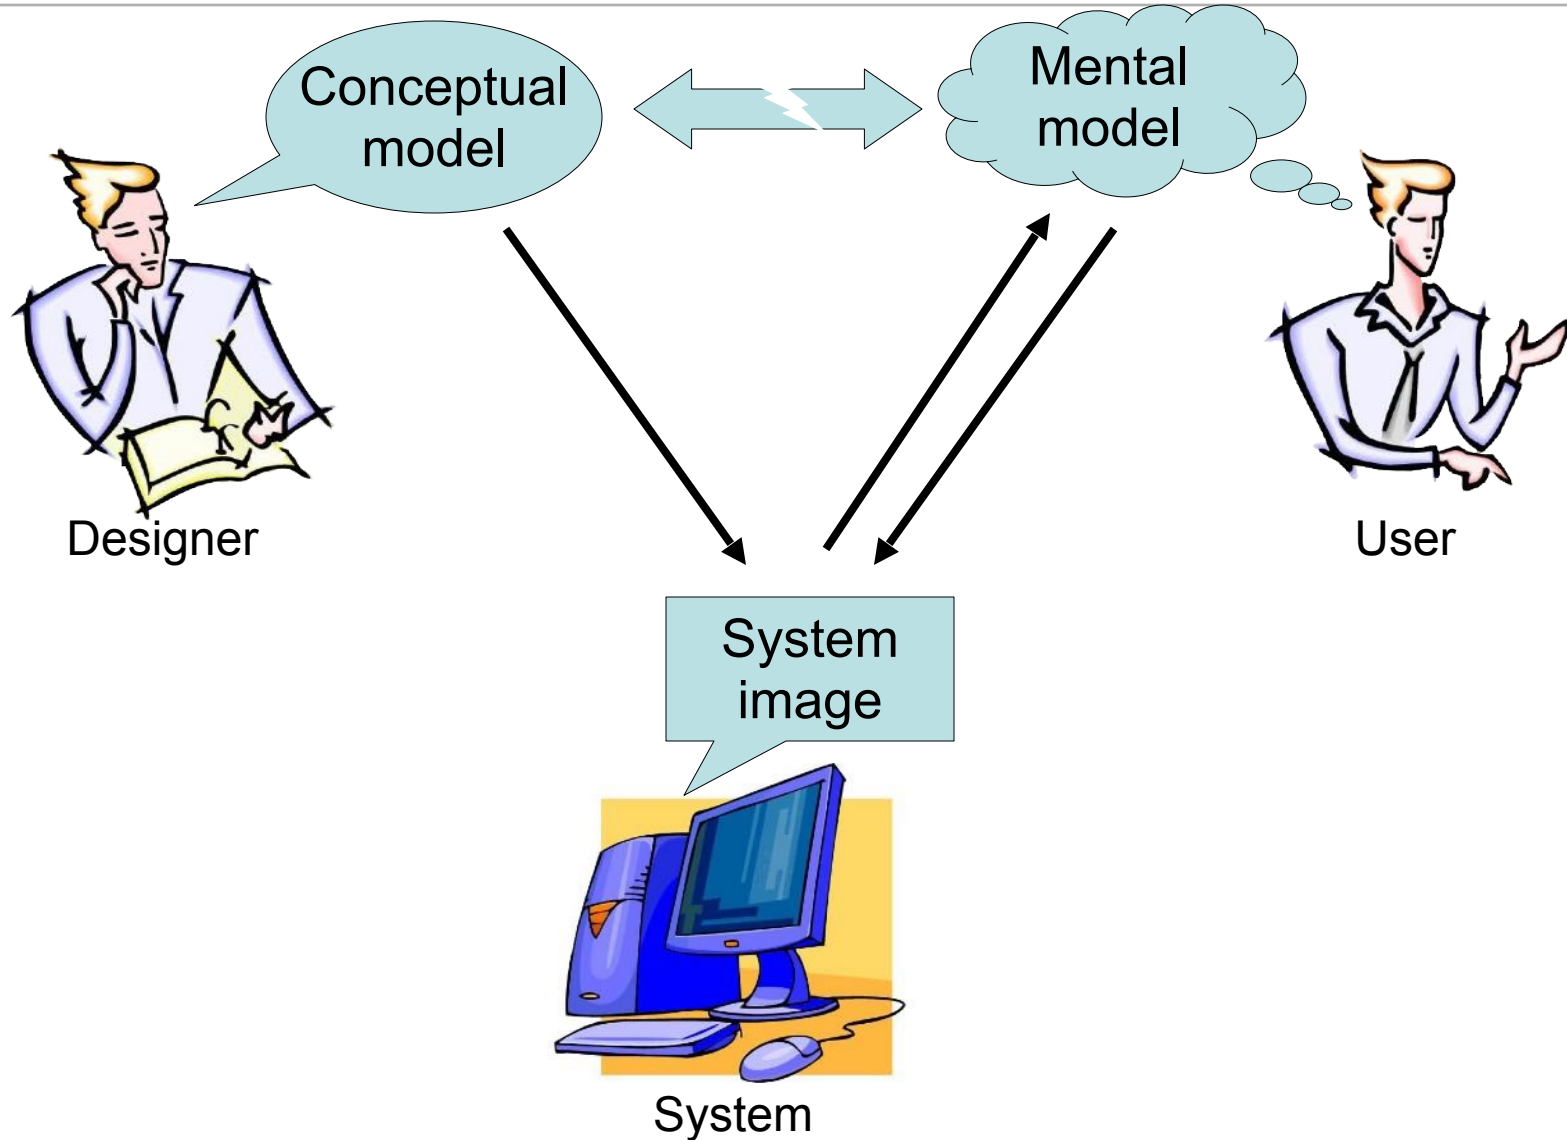 Conceptual
model
Mental
model
Designer
User
System
image
System